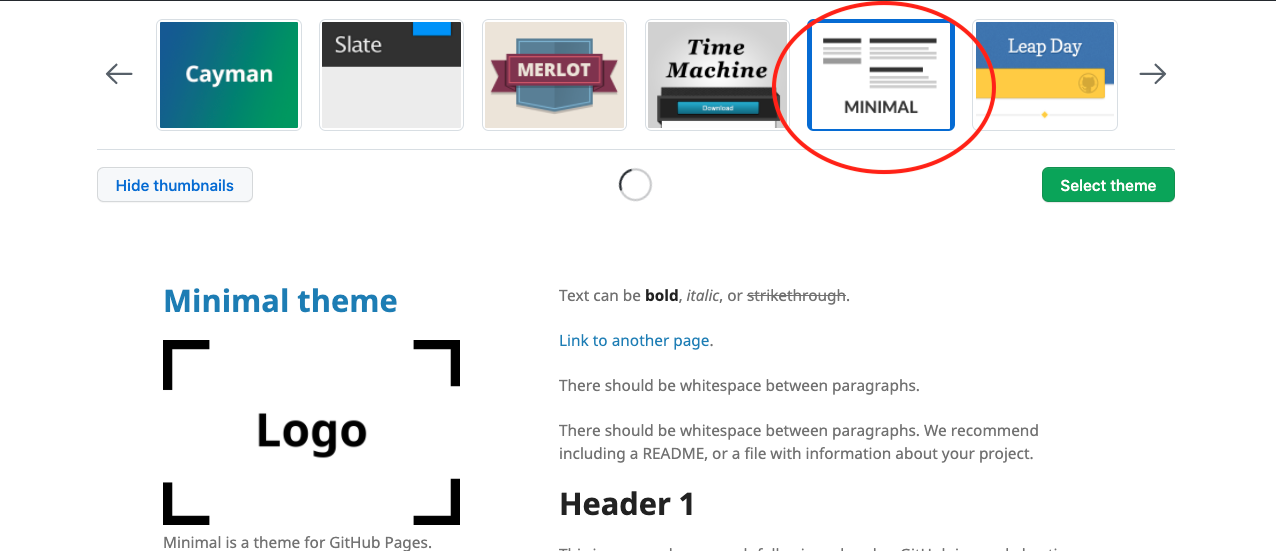 Cayman
Slate
MERLOT
Time
Machine
Download
MINIMAL
Leap Day
Hide thumbnails
Select theme
Minimal theme
Logo
Minimal is a theme for GitHub Pages.
Text can be bold, italic, or strikethrough.
Link to another page.
There should be whitespace between paragraphs.
There should be whitespace between paragraphs. We recommend
including a README, or a file with information about your project.
Header 1